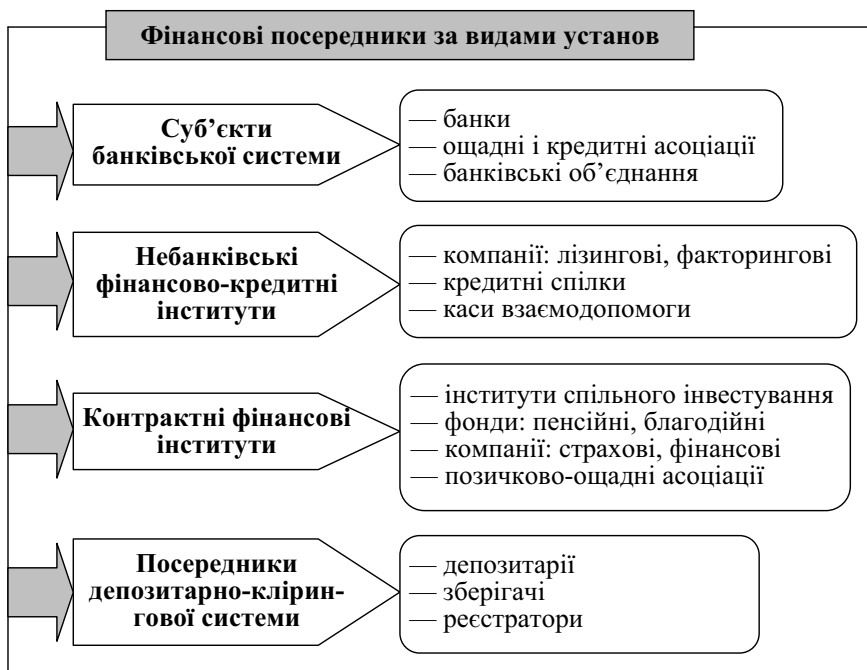 Фінансові посередники за видами установ
Суб’єкти
банківської системи
— банки
— ощадні і кредитні асоціації
— банківські об’єднання
Небанківські
фінансово-кредитні
інститути
— компанії: лізингові, факторингові
— кредитні спілки
— каси взаємодопомоги
Контрактні фінансові
інститути
— інститути спільного інвестування
— фонди: пенсійні, благодійні
— компанії: страхові, фінансові
— позичково-ощадні асоціації
Посередники
депозитарно-клірин-
гової системи
— депозитарії
— зберігачі
— реєстратори